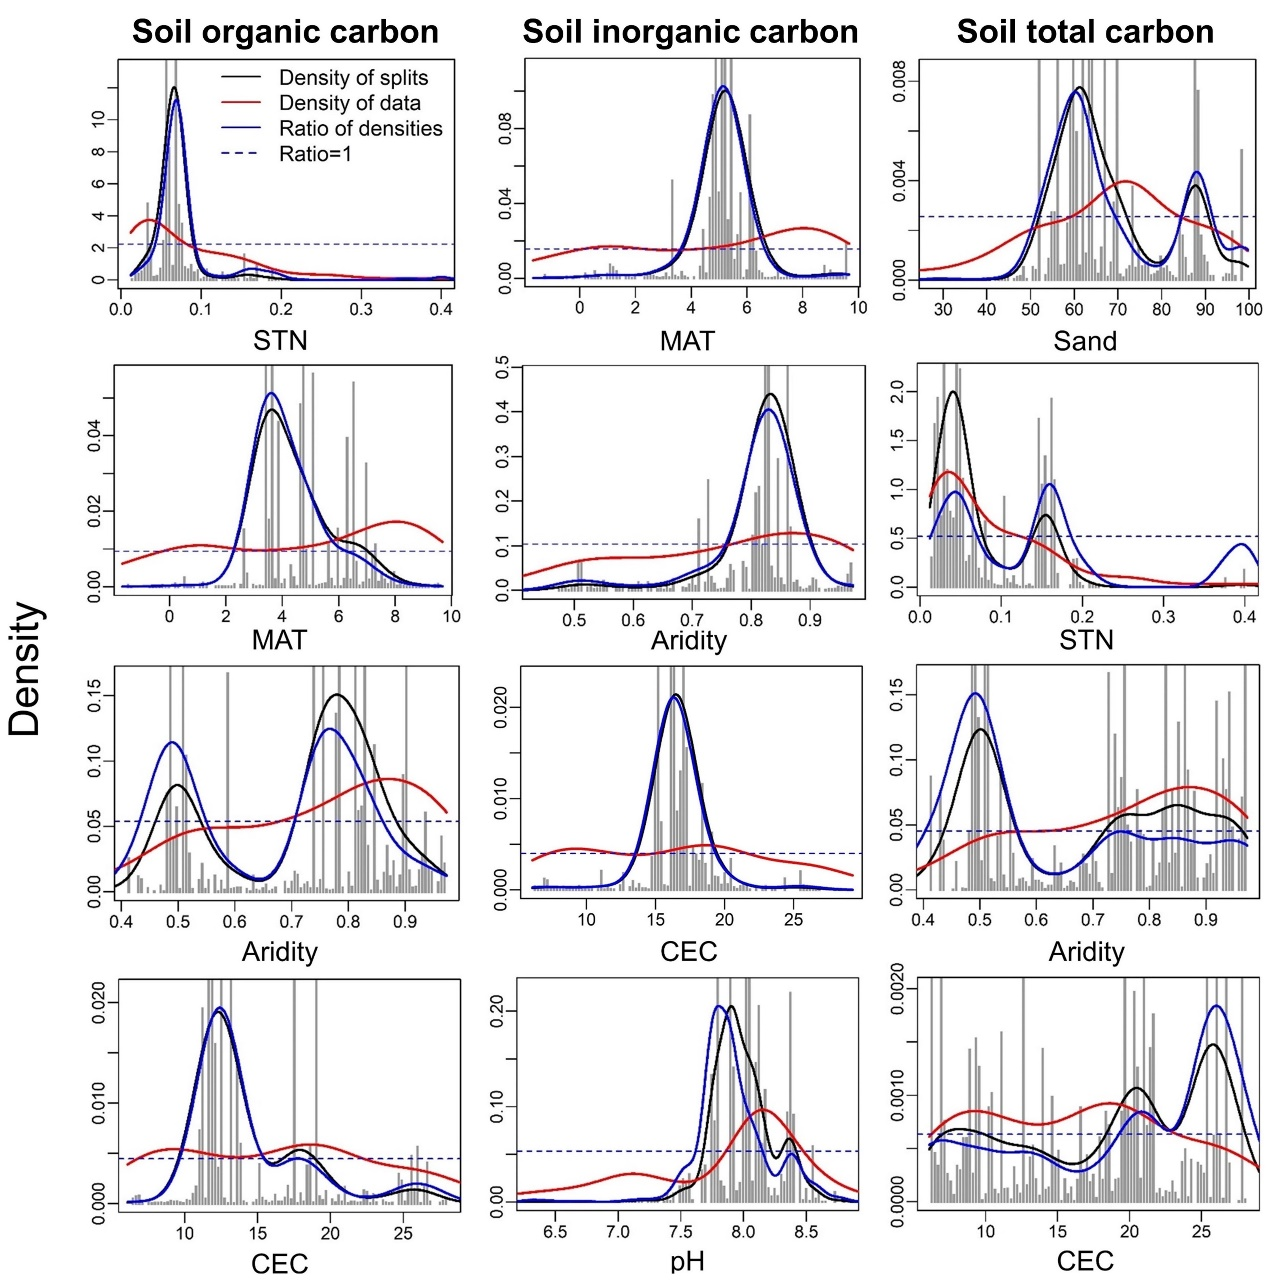 Soil organic carbon
Soil inorganic carbon
Soil total carbon
Density of splits
Density of data
Ratio of densities
Ratio=1
0 2 4 6 8 10
0.0 0.1 0.2 0.3 0.4
STN
0.00 0.04 0.08
0 2 4 6 8 10
MAT
0.000 0.004 0.008
30 40 50 60 70 80 90 100
Sand
0.00 0.02 0.04
0 2 4 6 8 10
MAT
0.0 0.1 0.2 0.3 0.4 0.5
0.5 0.6 0.7 0.8 0.9
Aridity
0.0 0.5 1.0 1.5 2.0
0.0 0.1 0.2 0.3 0.4
STN
Density
0.00 0.05 0.10 0.15
0.4 0.5 0.6 0.7 0.8 0.9
Aridity
0.000 0.010 0.020
10 15 20 25
CEC
0.00 0.05 0.10 0.15
0.4 0.5 0.6 0.7 0.8 0.9
Aridity
0.000 0.010 0.020
10 15 20 25
CEC
0.00 0.10 0.20
6.5 7.0 7.5 8.0 8.5
pH
0.0000 0.0010 0.0020
10 15 20 25
CEC